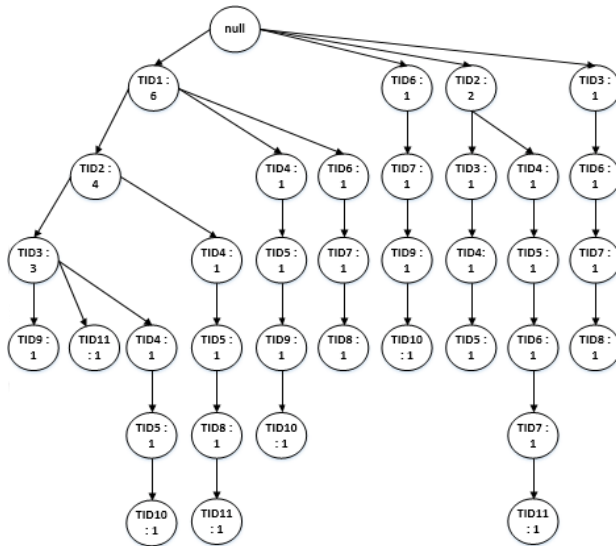 null
TID1 :
6
TID6 :
1
TID2 :
2
TID3 :
1
TID2 :
4
TID4 :
1
TID6 :
1
TID7 :
1
TID3 :
1
TID4 :
1
TID6 :
1
TID3 :
3
TID4 :
1
TID5 :
1
TID7 :
1
TID9 :
1
TID4:
1
TID5 :
1
TID7 :
1
TID9 :
1
TID11
: 1
TID4 :
1
TID5 :
1
TID9 :
1
TID8 :
1
TID10
: 1
TID5 :
1
TID6 :
1
TID8 :
1
TID5 :
1
TID8 :
1
TID10
: 1
TID7 :
1
TID10
: 1
TID11
: 1
TID11
: 1